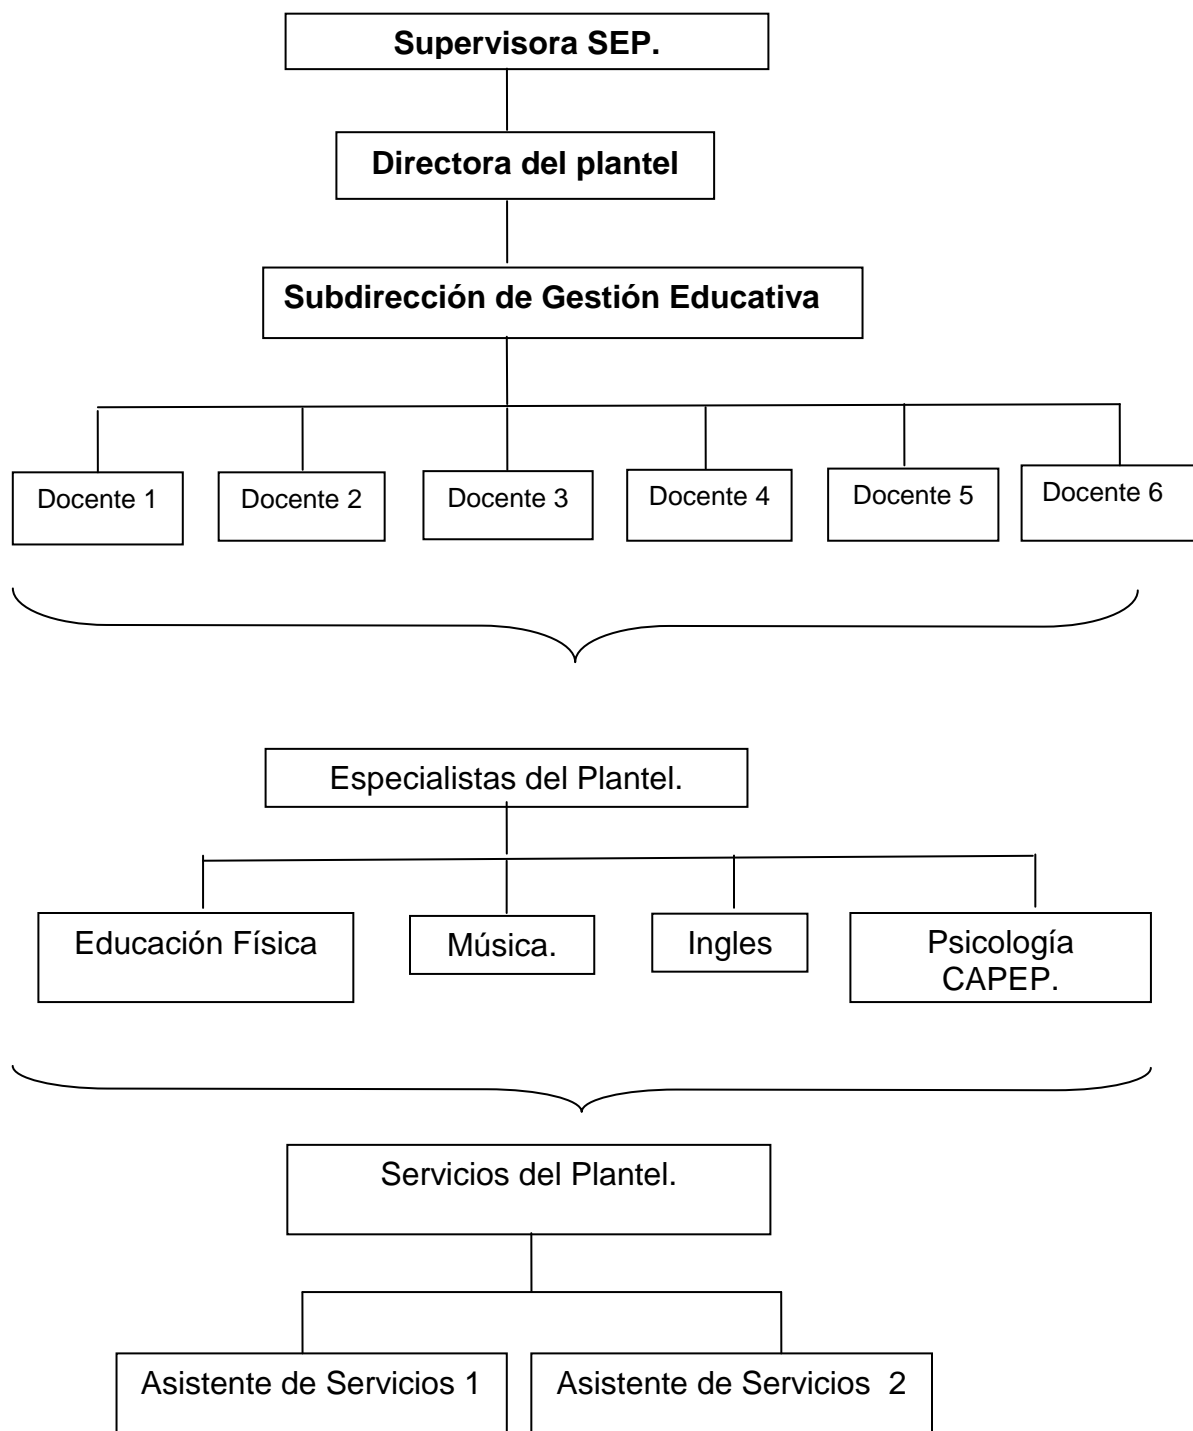 Supervisora SEP.
Directora del plantel
Subdirección de Gestión Educativa
Docente 1
Docente 2
Docente 3
Docente 4
Docente 5
Docente 6
Especialistas del Plantel.
Educación Física
Música.
Ingles
Psicología
CAPEP.
Servicios del Plantel.
Asistente de Servicios 1
Asistente de Servicios 2